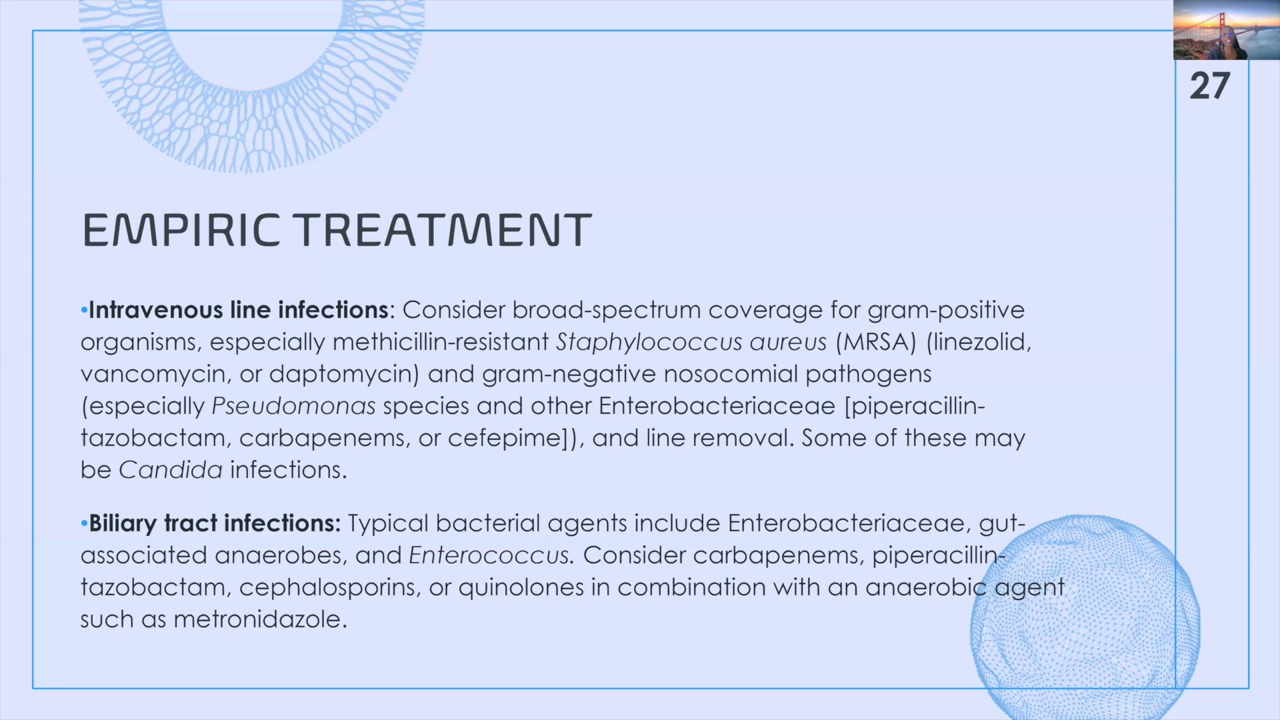 27
EMPIRIC TREATMENT
•Intravenous line infections: Consider broad-spectrum coverage for gram-positive
organisms, especially methicillin-resistant Staphylococcus aureus (MRSA) (linezolid,
vancomycin, or daptomycin) and gram-negative nosocomial pathogens
(especially Pseudomonas species and other Enterobacteriaceae [piperacillin-
tazobactam, carbapenems, or cefepime]), and line removal. Some of these may
be Candida infections.
•Biliary tract infections: Typical bacterial agents include Enterobacteriaceae, gut-
associated anaerobes, and Enterococcus. Consider carbapenems, piperacillin-
tazobactam, cephalosporins, or quinolones in combination with an anaerobic agent
such as metronidazole.